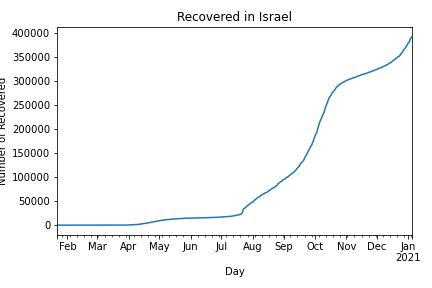 Recovered in Israel
Number of Recovered
400000
350000
300000
250000
200000
150000
100000
50000
0
Feb Mar Apr May Jun Jul Aug Sep Oct Nov Dec Jan
2021
Day